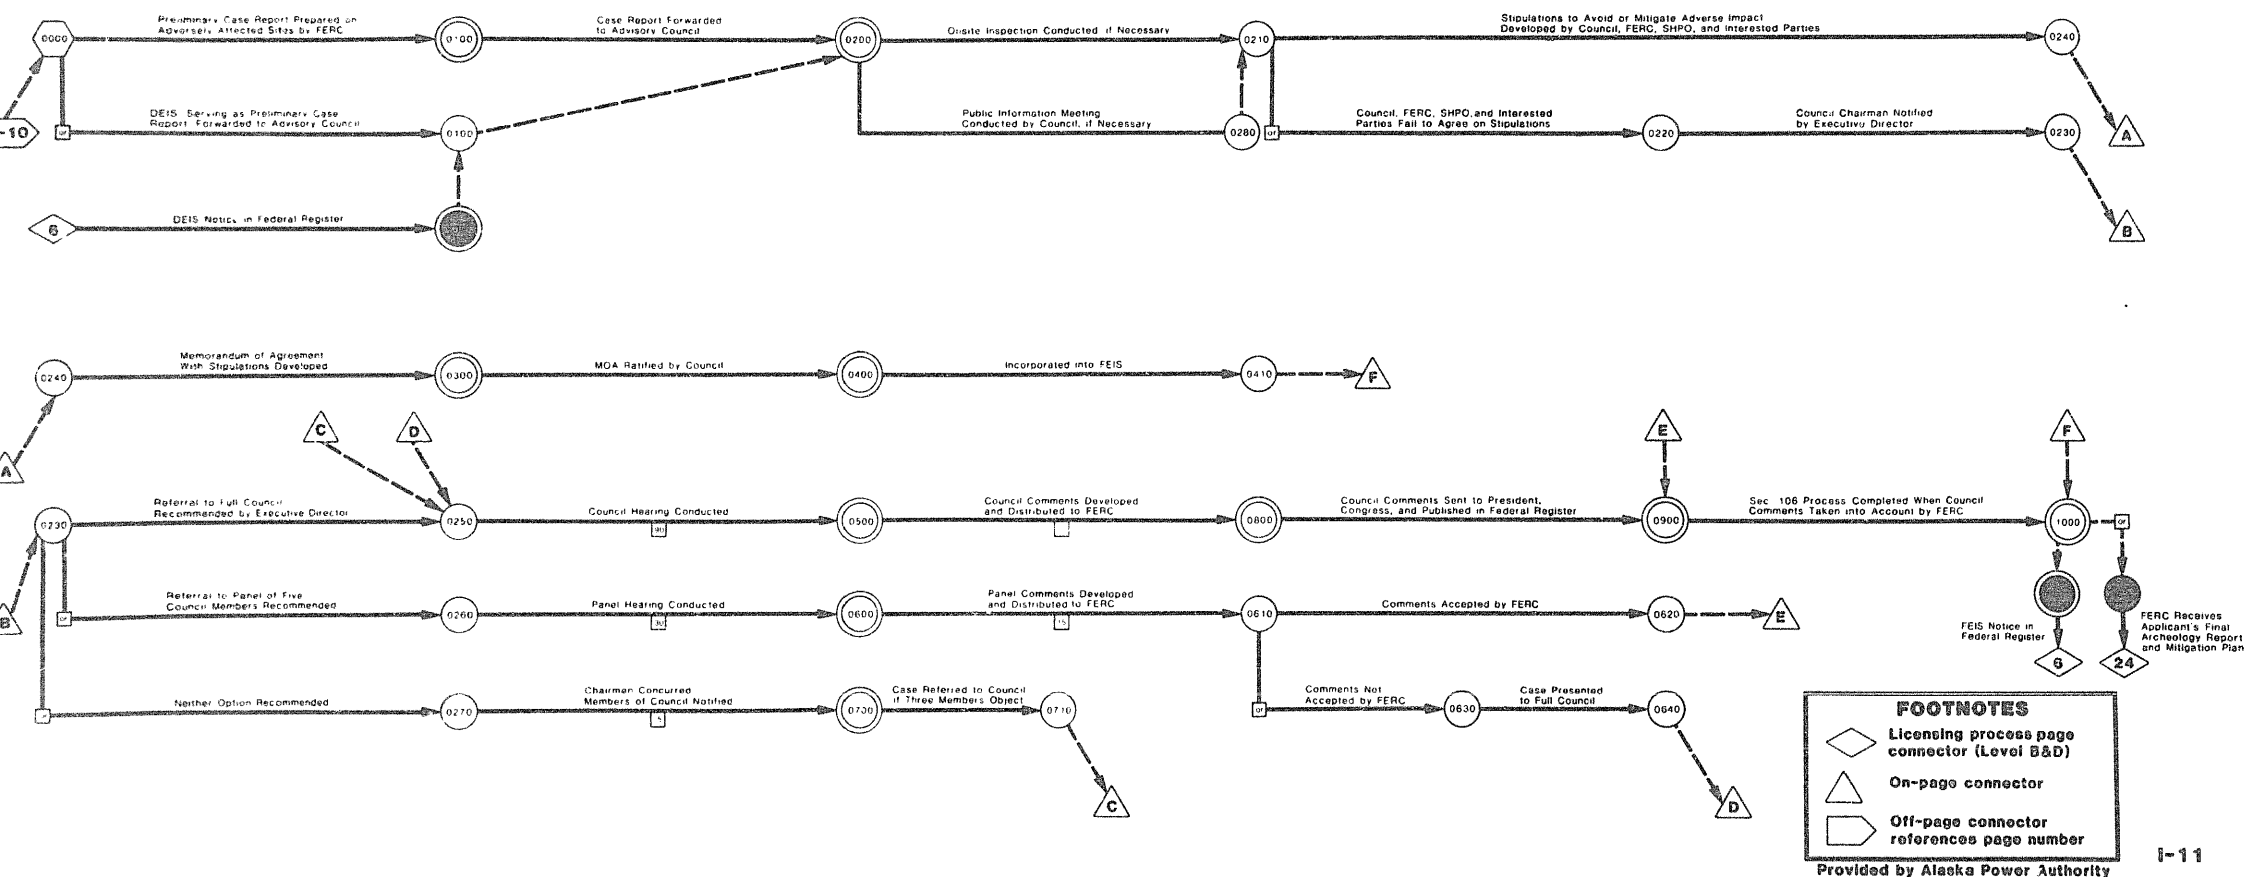 Preliminary Case Report Prepared on
Adversely Affected Sites by FERC
Case Report Forwarded
to Advisory Council
Onsite Inspection Conducted if Necessary
Stipulations to Avoid or Mitigate Adverse Impact
Developed by Council, FERC, SHPO, and Interested Parties
0000
0100
0200
0210
0240
-10
or
DEIS Serving as Preliminary Case
Report Forwarded to Advisory Council
0100
Public Information Meeting
Conducted by Council, if Necessary
0280
or
Council, FERC, SHPO, and Interested
Parties Fail to Agree on Stipulations
0220
Council Chairman Notified
by Executive Director
0230
A
6
DEIS Notice in Federal Register
B
0240
Memorandum of Agreement
With Stipulations Developed
0300
MOA Ratified by Council
0400
Incorporated into FEIS
0410
F
A
C
D
E
F
0230
Referral to Full Council
Recommended by Executive Director
0250
Council Hearing Conducted
90
0500
Council Comments Developed
and Distributed to FERC
0800
Council Comments Sent to President,
Congress, and Published in Federal Register
0900
Sec. 106 Process Completed When Council
Comments Taken into Account by FERC
1000
or
B
or
Referral to Panel of Five
Council Members Recommended
0260
Panel Hearing Conducted
30
0600
Panel Comments Developed
and Distributed to FERC
15
0610
Comments Accepted by FERC
0620
E
FEIS Notice in
Federal Register
6
FERC Receives
Applicant's Final
Archeology Report
and Mitigation Plan
24
Neither Option Recommended
0270
Chairman Concurred
Members of Council Notified
0700
Case Referred to Council
if Three Members Object
0710
or
Comments Not
Accepted by FERC
0630
Case Presented
to Full Council
0640
C
D
FOOTNOTES
Licensing process page
connector (Level B&D)
On-page connector
Off-page connector
references page number
I-11
Provided by Alaska Power Authority